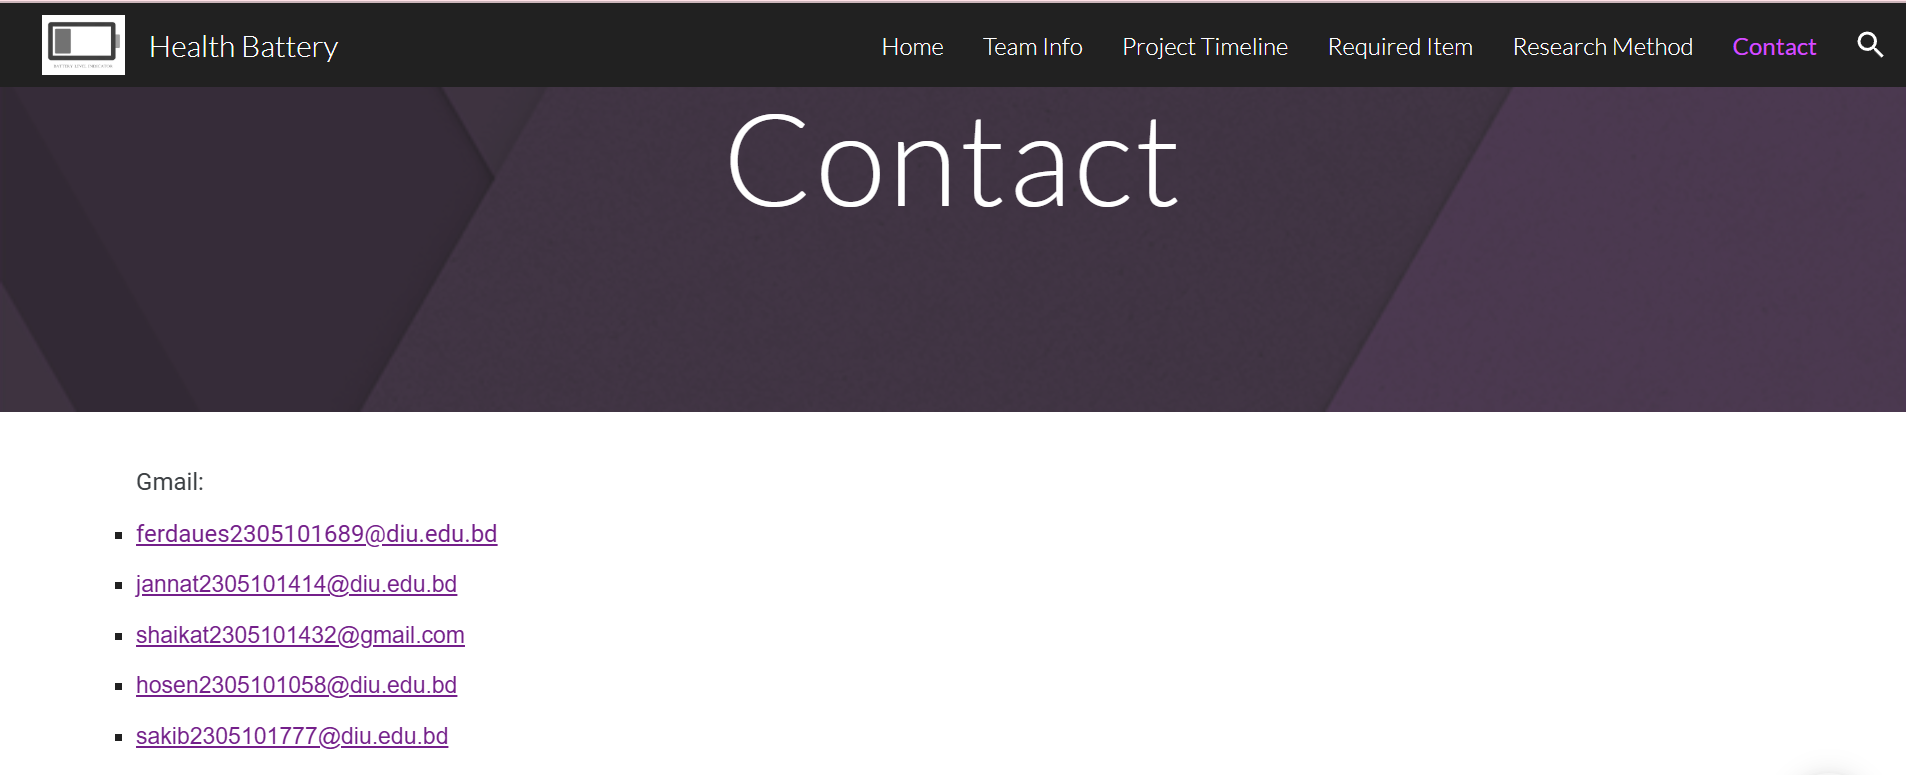 Health Battery
Home Team Info Project Timeline Required Item Research Method Contact
Contact
Gmail:
ferdaues2305101689@diu.edu.bd
jannat2305101414@diu.edu.bd
shaikat2305101432@gmail.com
hosen2305101058@diu.edu.bd
sakib2305101777@diu.edu.bd